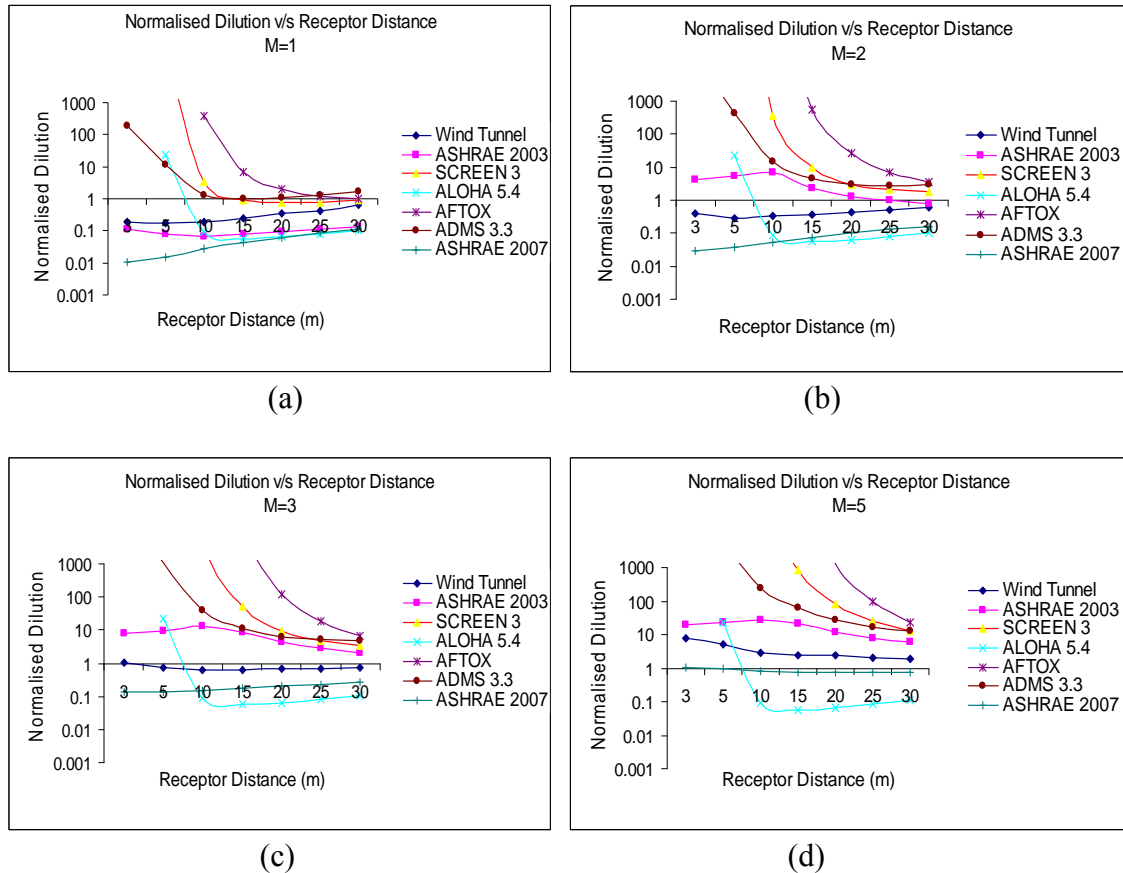 Normalised Dilution v/s Receptor Distance
M=1
Normalised Dilution
1000
100
10
1
0.1
0.01
0.001
3 5 10 15 20 25 30
Receptor Distance (m)
Wind Tunnel
ASHRAE 2003
SCREEN 3
ALOHA 5.4
AFTOX
ADMS 3.3
ASHRAE 2007
(a)
Normalised Dilution v/s Receptor Distance
M=2
Normalised Dilution
1000
100
10
1
0.1
0.01
0.001
3 5 10 15 20 25 30
Receptor Distance (m)
Wind Tunnel
ASHRAE 2003
SCREEN 3
ALOHA 5.4
AFTOX
ADMS 3.3
ASHRAE 2007
(b)
Normalised Dilution v/s Receptor Distance
M=3
Normalised Dilution
1000
100
10
1
0.1
0.01
0.001
3 5 10 15 20 25 30
Receptor Distance (m)
Wind Tunnel
ASHRAE 2003
SCREEN 3
ALOHA 5.4
AFTOX
ADMS 3.3
ASHRAE 2007
(c)
Normalised Dilution v/s Receptor Distance
M=5
Normalised Dilution
1000
100
10
1
0.1
0.01
0.001
3 5 10 15 20 25 30
Receptor Distance (m)
Wind Tunnel
ASHRAE 2003
SCREEN 3
ALOHA 5.4
AFTOX
ADMS 3.3
ASHRAE 2007
(d)